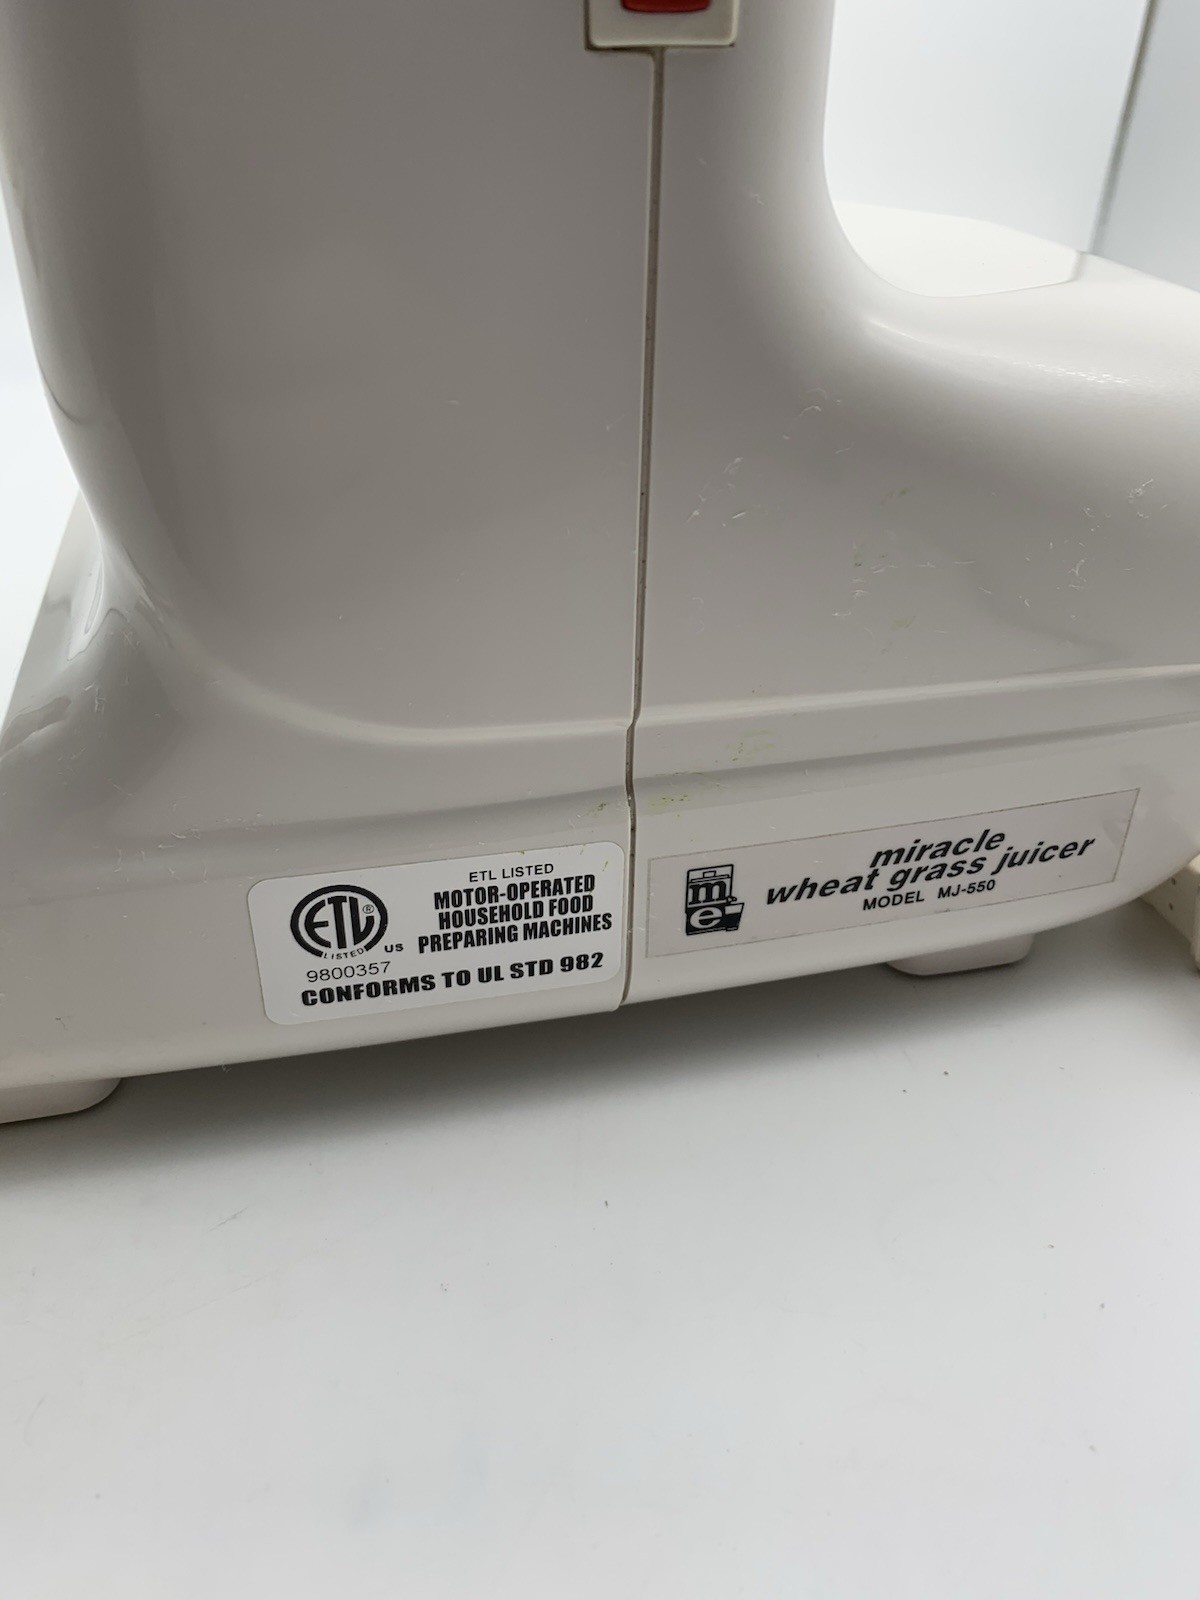 ETL LISTED
MOTOR-OPERATED
HOUSEHOLD FOOD
PREPARING MACHINES
ETL ®
LISTED US
9800357
CONFORMS TO UL STD 982
me
miracle
wheat grass juicer
MODEL MJ-550